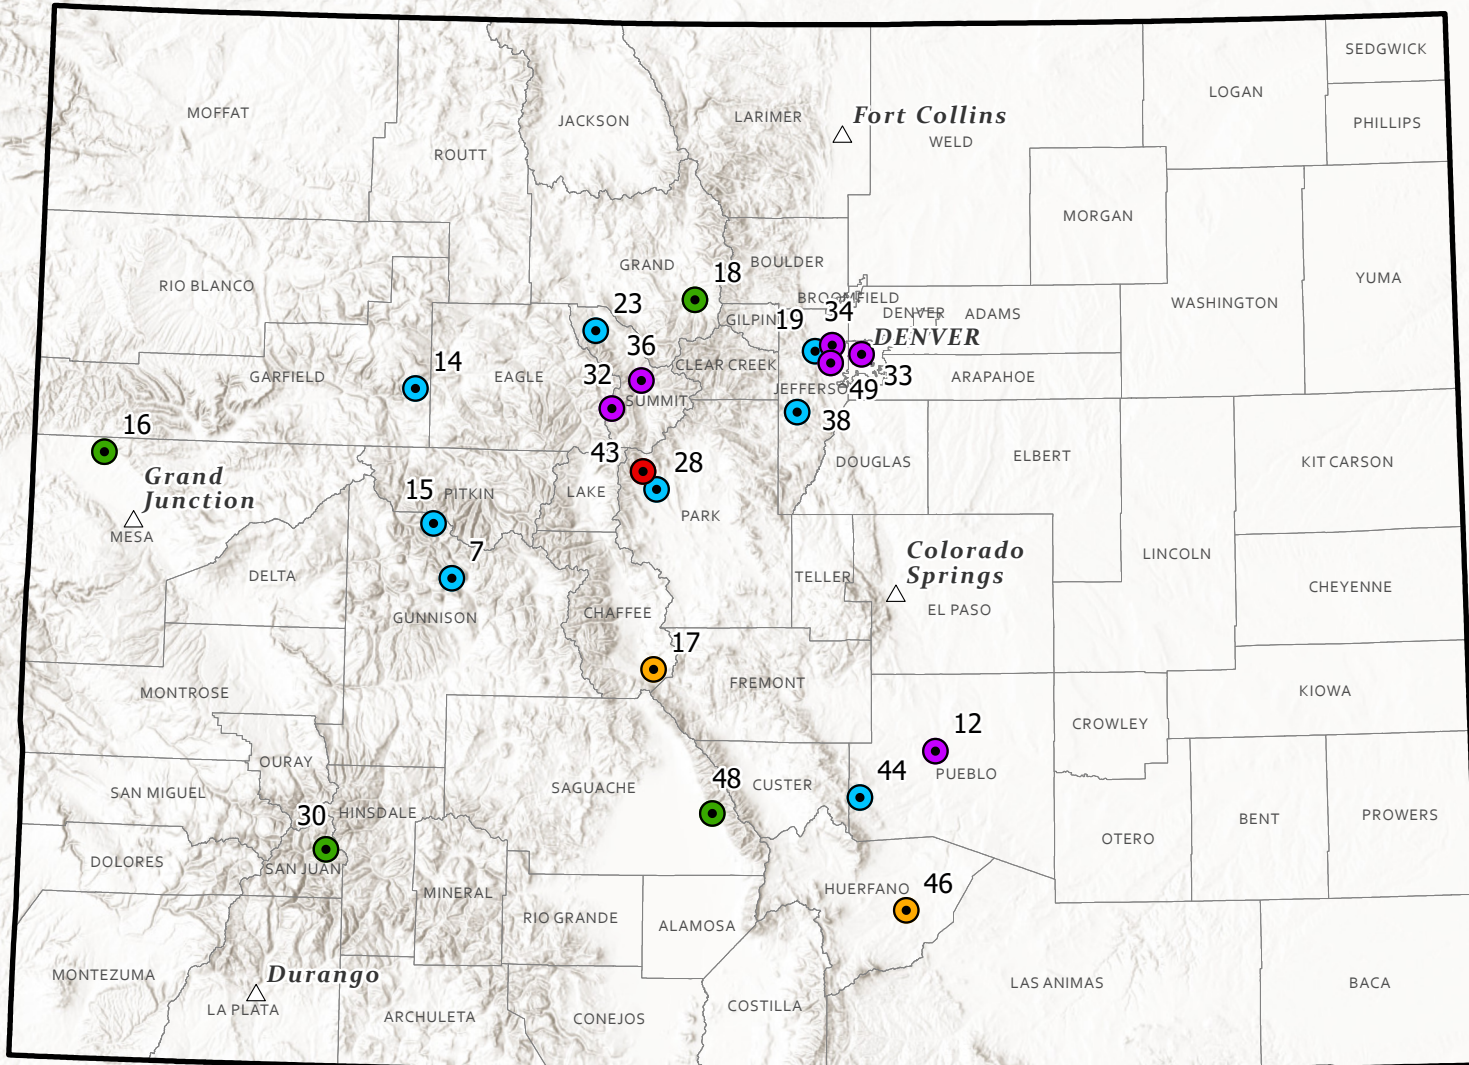 SEDGWICK
LOGAN
MOFFAT
Fort Collins
LARIMER
JACKSON
PHILLIPS
WELD
ROUTT
MORGAN
GRAND
BOULDER
18
YUMA
RIO BLANCO
BROOMFIELD
WASHINGTON
23
34
DENVER
ADAMS
GILPIN
19
DENVER
36
14
CLEAR CREEK
GARFIELD
EAGLE
32
33
ARAPAHOE
JEFFERSON
49
SUMMIT
16
38
43
28
Grand
Junction
DOUGLAS
ELBERT
KIT CARSON
15
PITKIN
LAKE
PARK
MESA
7
Colorado
Springs
LINCOLN
DELTA
TELLER
CHEYENNE
EL PASO
GUNNISON
CHAFFEE
17
MONTROSE
FREMONT
KIOWA
12
CROWLEY
OURAY
44
PUEBLO
48
SAN MIGUEL
SAGUACHE
CUSTER
30
HINSDALE
PROWERS
BENT
OTERO
DOLORES
SAN JUAN
46
HUERFANO
MINERAL
RIO GRANDE
ALAMOSA
Durango
MONTEZUMA
LAS ANIMAS
BACA
LA PLATA
COSTILLA
ARCHULETA
CONEJOS